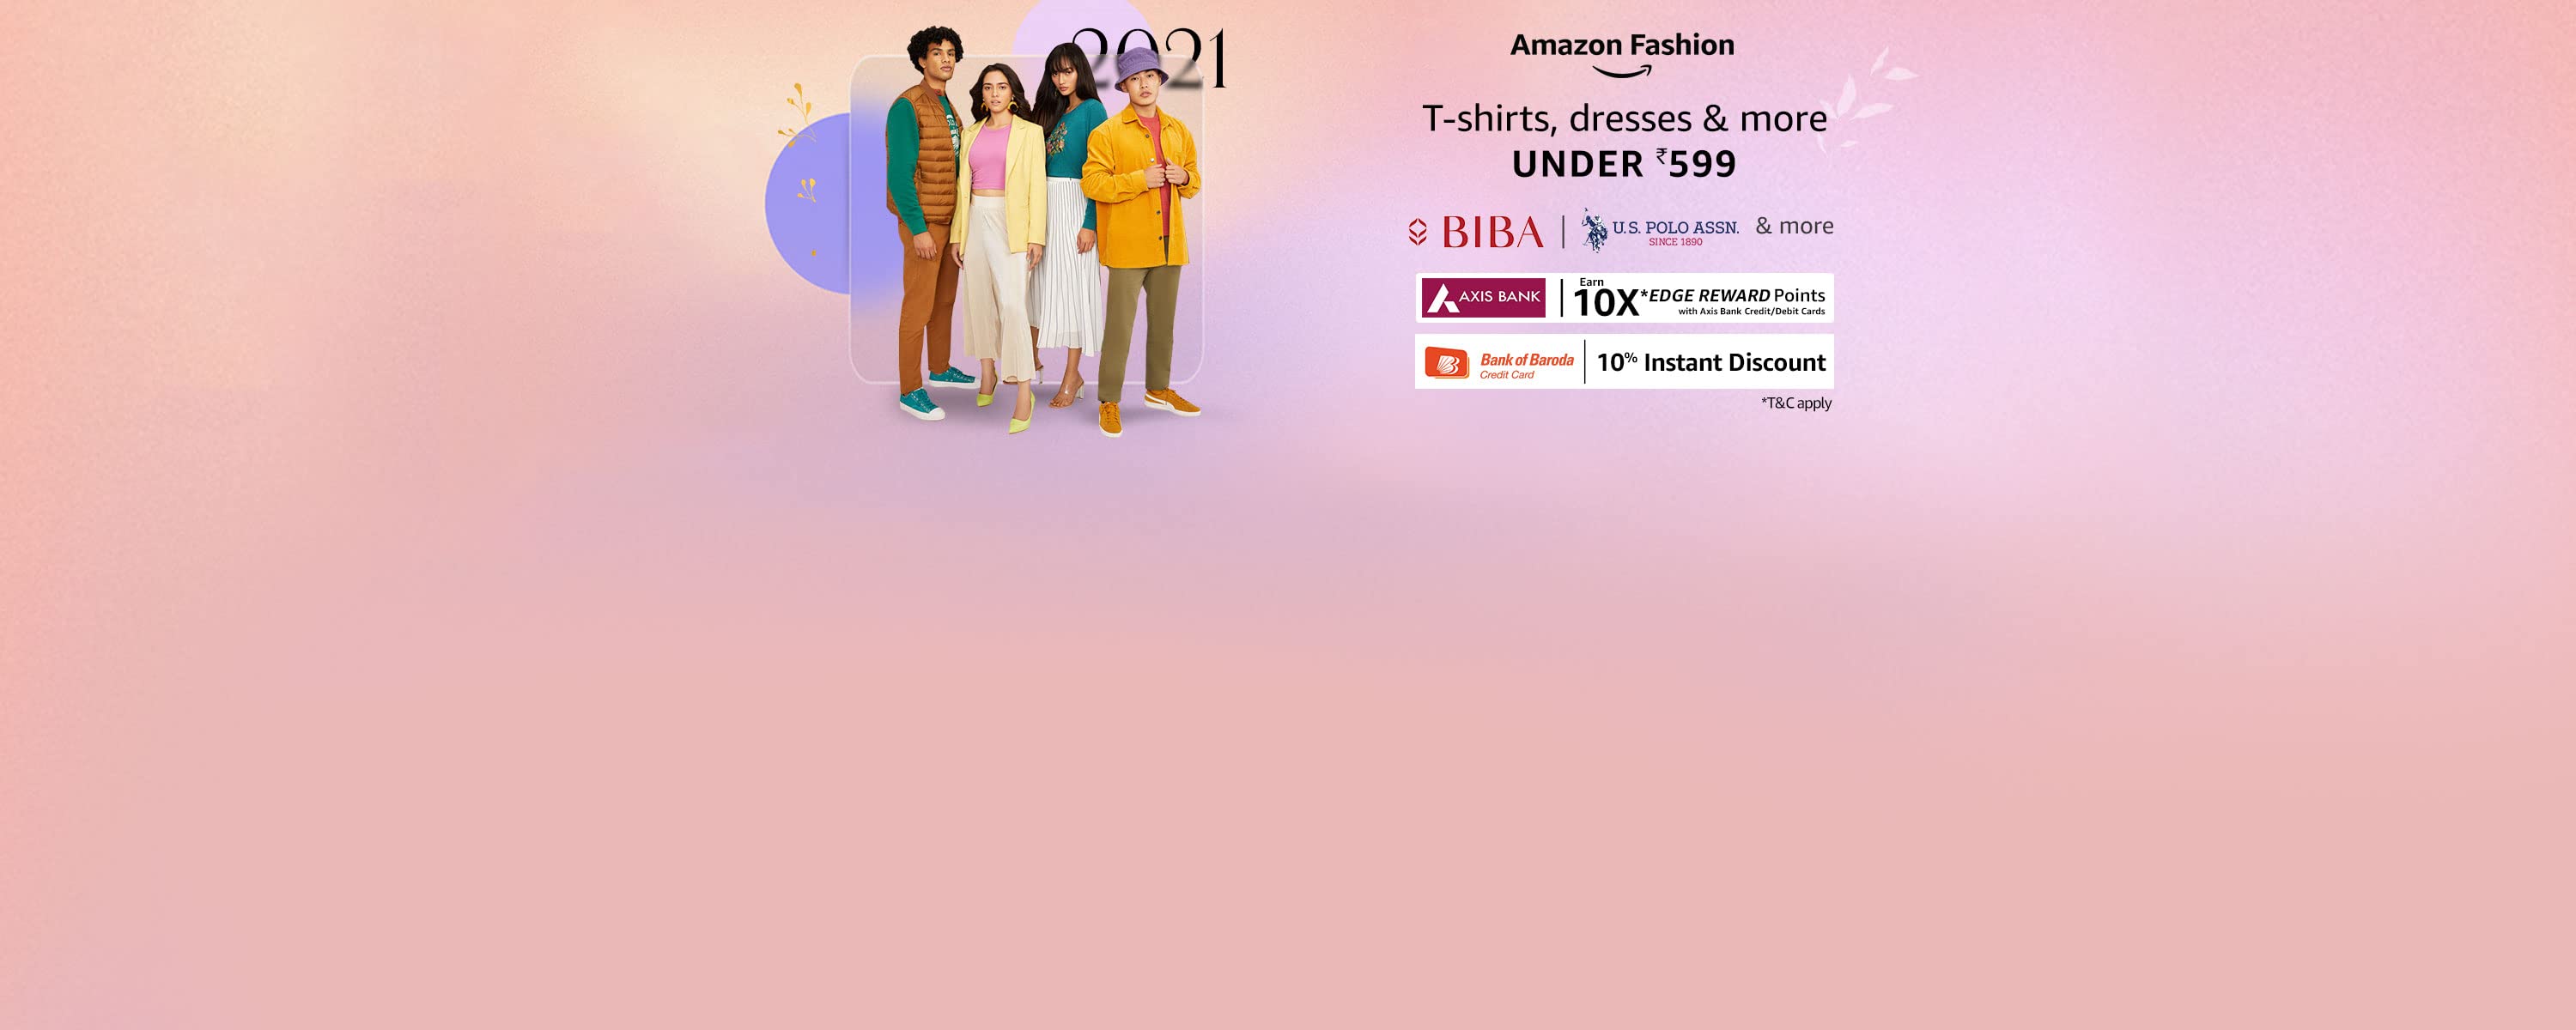 2021
Amazon Fashion
T-shirts, dresses & more
UNDER ₹599
BIBA | U.S. POLO ASSN. & more
SINCE 1890
AXIS BANK | Earn 10X *EDGE REWARD Points
with Axis Bank Credit/Debit Cards
Bank of Baroda | 10% Instant Discount
Credit Card
*T&C apply